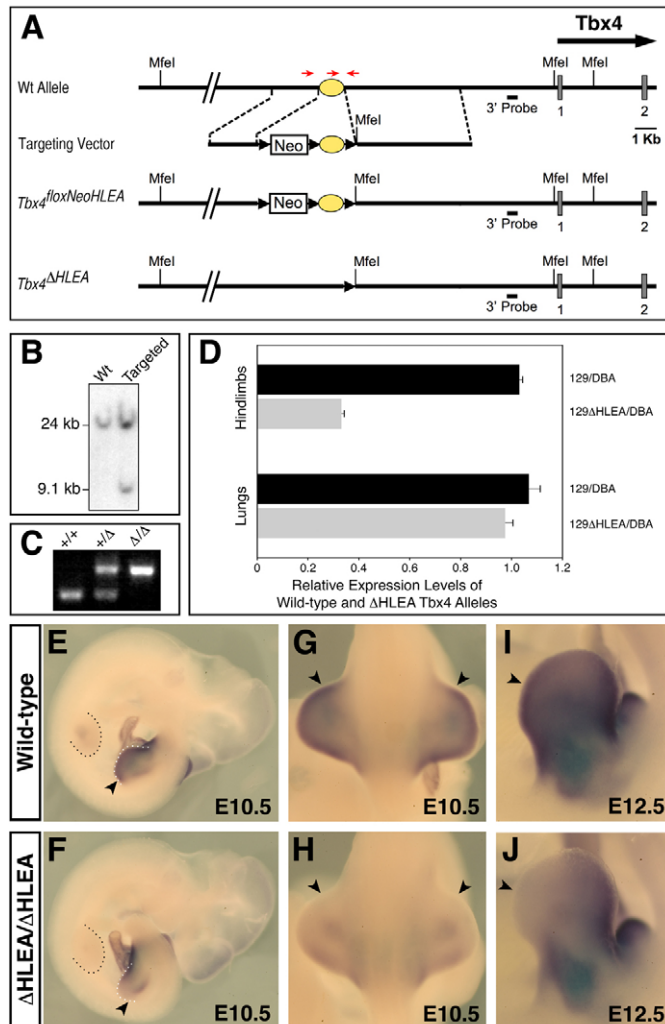 A
Tbx4
MfeI
MfeI
MfeI
Wt Allele
MfeI
3' Probe
1
2
Targeting Vector
Neo
1 Kb
MfeI
MfeI
MfeI
MfeI
Tbx4floxNeoHLEA
Neo
3' Probe
1
2
MfeI
MfeI
MfeI
MfeI
Tbx4ΔHLEA
3' Probe
1
2
B
Wt
Targeted
24 kb
9.1 kb
C
+/+
+/Δ
Δ/Δ
D
Hindlimbs
129/DBA
129ΔHLEA/DBA
Lungs
129/DBA
129ΔHLEA/DBA
0 0.2 0.4 0.6 0.8 1.0 1.2
Relative Expression Levels of
Wild-type and ΔHLEA Tbx4 Alleles
Wild-type
E
E10.5
G
E10.5
I
E12.5
ΔHLEA/ΔHLEA
F
E10.5
H
E10.5
J
E12.5